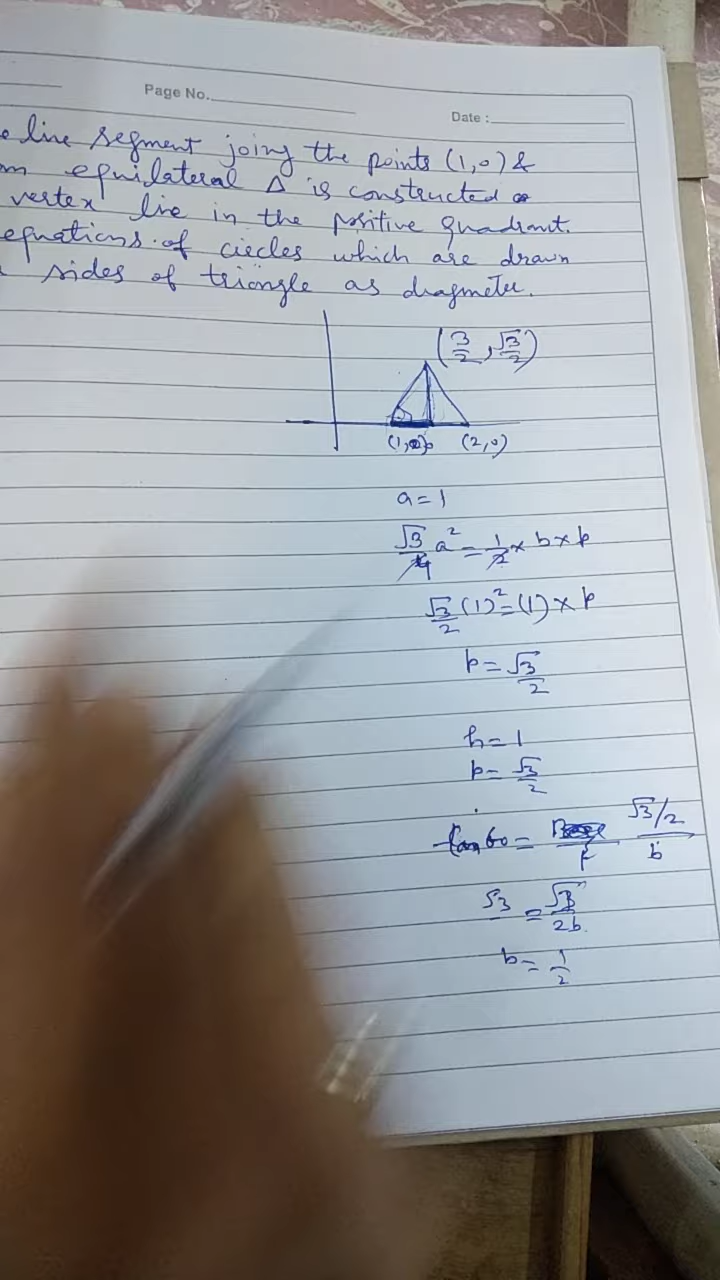 Page No.
Date :
line segment joing the points (1,0) &
equilateral Δ is constructed
vertex lie in the positive quadrant.
equations of circles which are drawn
sides of triangle as diagmeter.
(3/2, √3/2)
(1,0) (2,0)
a = 1
√3/4 a² = 1/2 × b × p
√3/2 (1)² = (1) × p
p = √3/2
h = 1
p = √3/2
tan 60 = √3/2 / b
√3 = √3/2b
b = 1/2